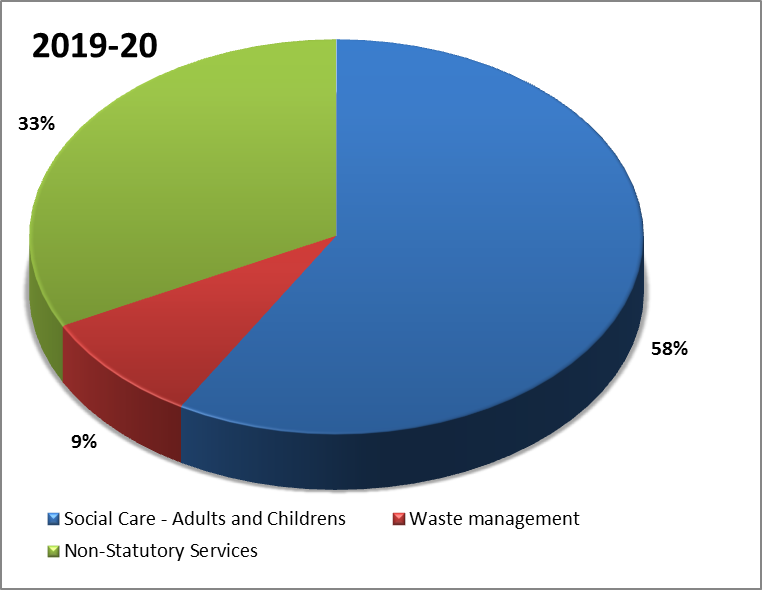 2019-20
33%
58%
9%
Social Care - Adults and Childrens
Waste management
Non-Statutory Services